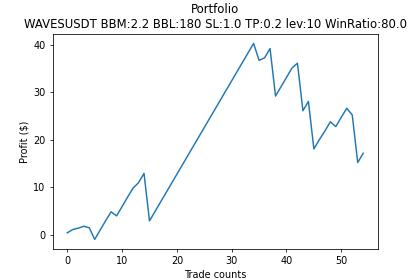 Portfolio
WAVESUSDT BBM:2.2 BBL:180 SL:1.0 TP:0.2 lev:10 WinRatio:80.0
Profit ($)
40
30
20
10
0
0 10 20 30 40 50
Trade counts